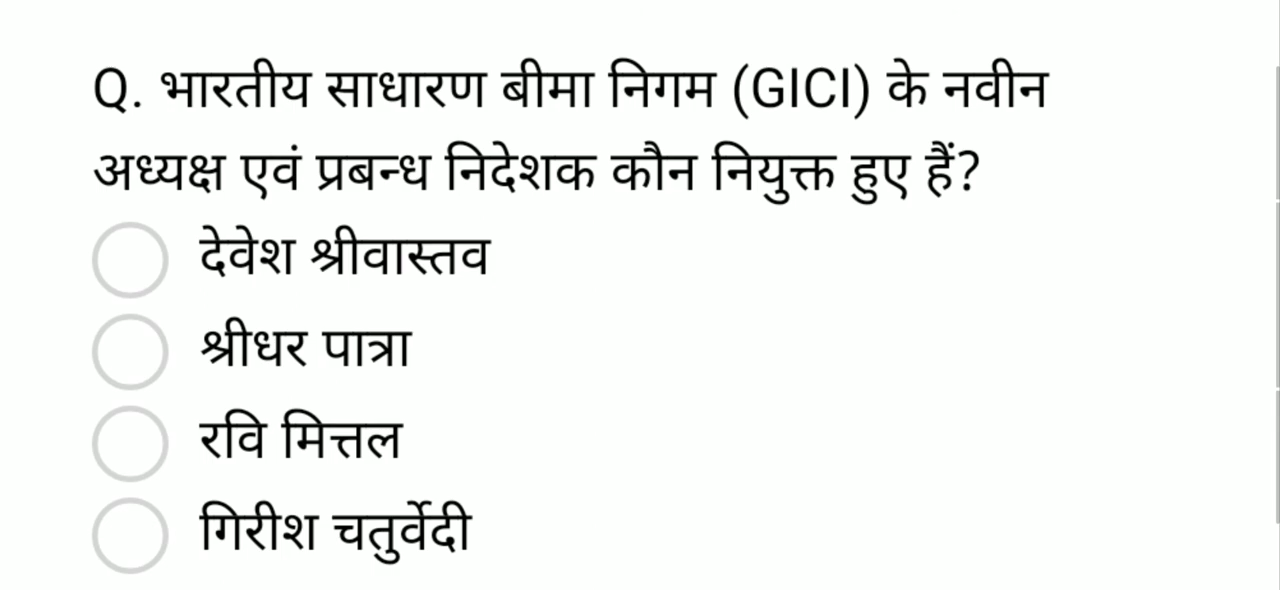 Q. भारतीय साधारण बीमा निगम (GICI) के नवीन
अध्यक्ष एवं प्रबन्ध निदेशक कौन नियुक्त हुए हैं?
देवेश श्रीवास्तव
श्रीधर पात्रा
रवि मित्तल
गिरीश चतुर्वेदी